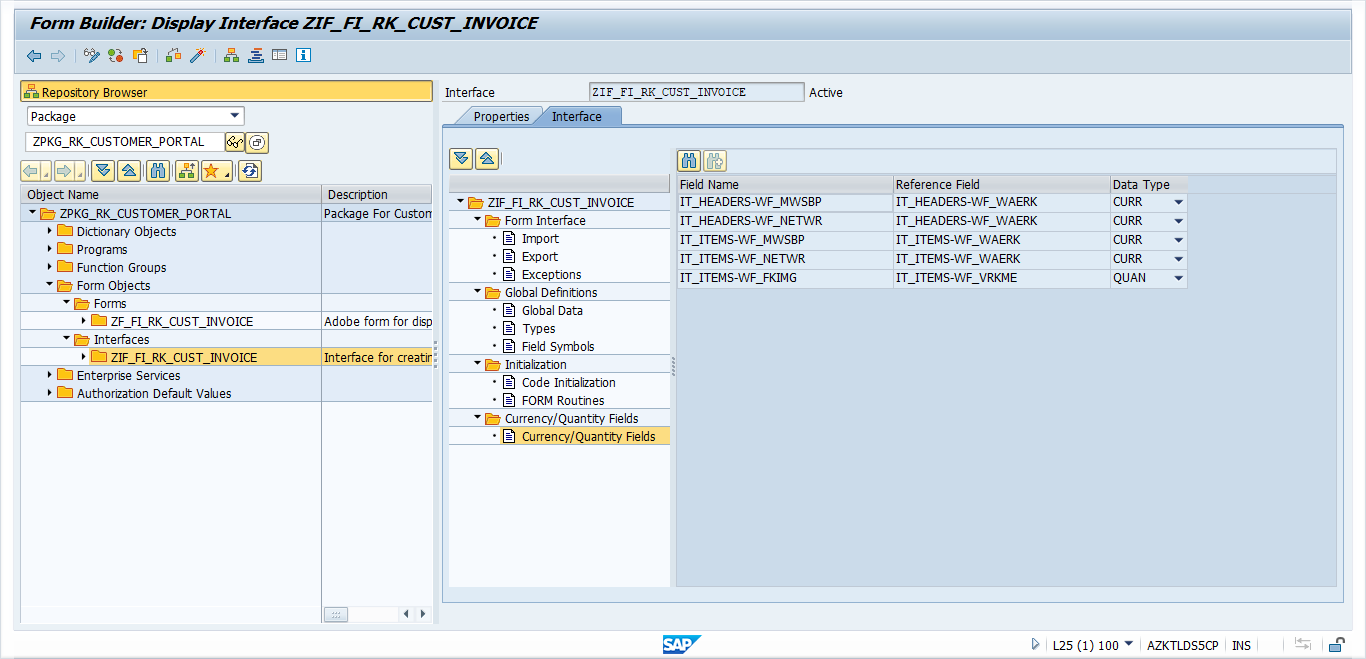 Form Builder: Display Interface ZIF_FI_RK_CUST_INVOICE
Repository Browser
Package
ZPKG_RK_CUSTOMER_PORTAL
Object Name Description
ZPKG_RK_CUSTOMER_PORTAL Package For Custom
Dictionary Objects
Programs
Function Groups
Form Objects
Forms
ZF_FI_RK_CUST_INVOICE Adobe form for disp
Interfaces
ZIF_FI_RK_CUST_INVOICE Interface for creatin
Enterprise Services
Authorization Default Values
Interface ZIF_FI_RK_CUST_INVOICE Active
Properties Interface
ZIF_FI_RK_CUST_INVOICE
Form Interface
Import
Export
Exceptions
Global Definitions
Global Data
Types
Field Symbols
Initialization
Code Initialization
FORM Routines
Currency/Quantity Fields
Currency/Quantity Fields
Field Name Reference Field Data Type
IT_HEADERS-WF_MWSBP IT_HEADERS-WF_WAERK CURR
IT_HEADERS-WF_NETWR IT_HEADERS-WF_WAERK CURR
IT_ITEMS-WF_MWSBP IT_ITEMS-WF_WAERK CURR
IT_ITEMS-WF_NETWR IT_ITEMS-WF_WAERK CURR
IT_ITEMS-WF_FKIMG IT_ITEMS-WF_VRKME QUAN
SAP
L25 (1) 100 AZKTLDS5CP INS